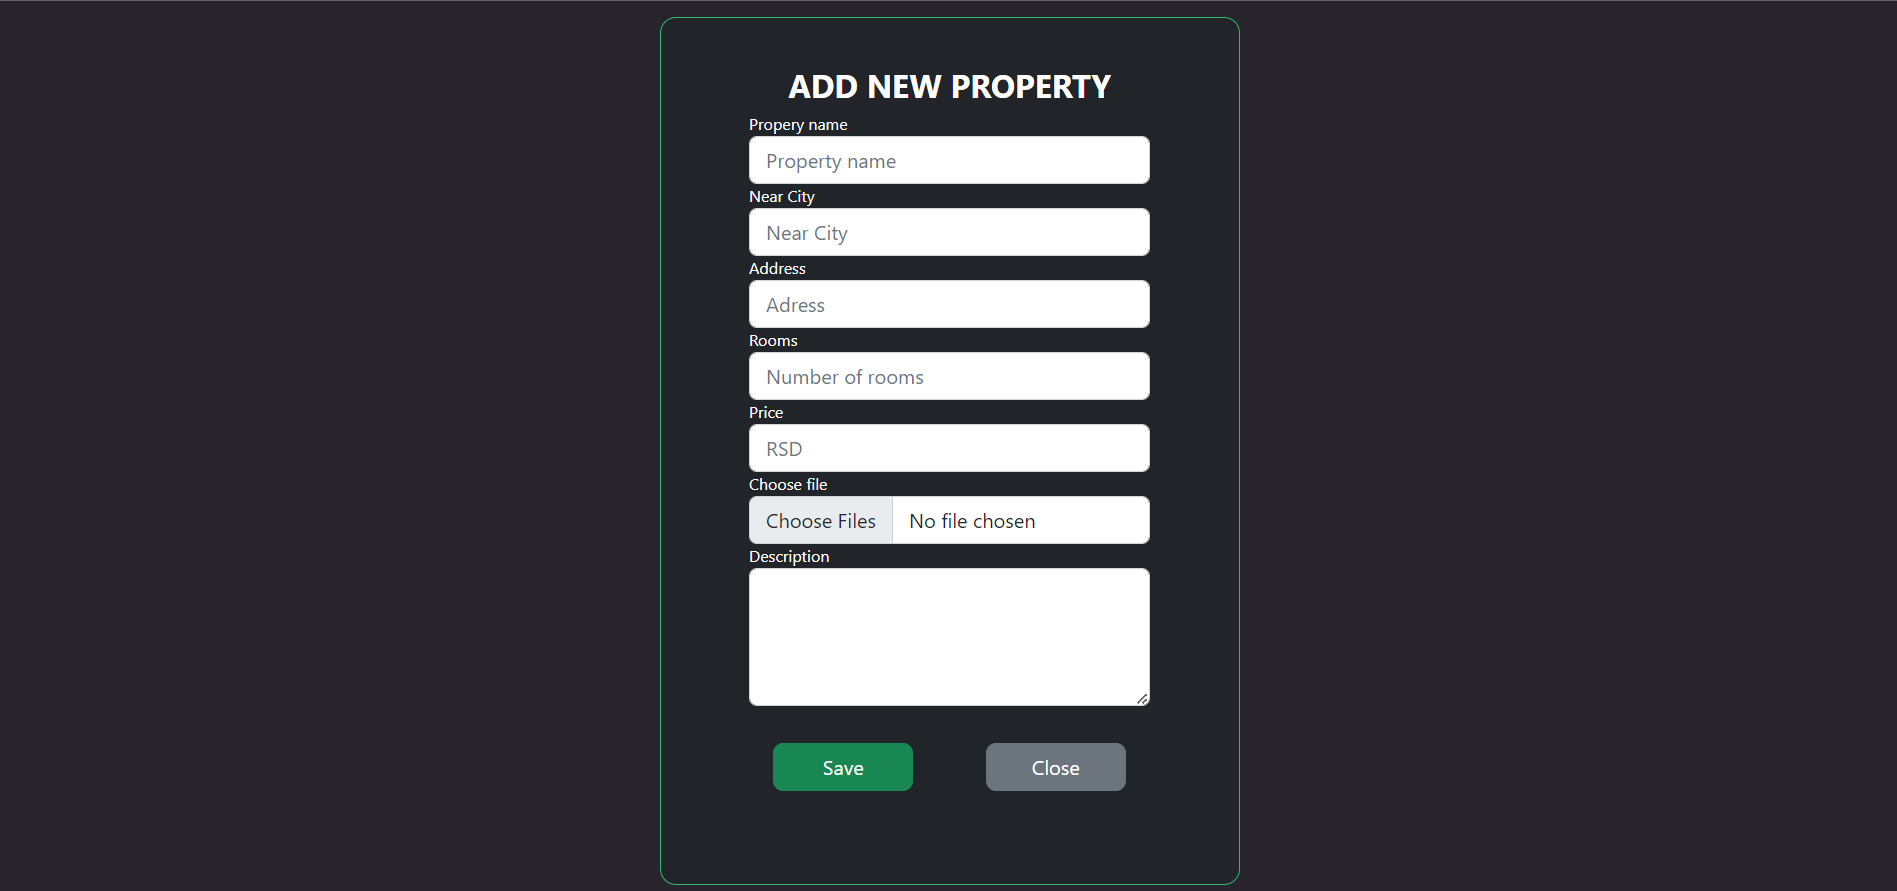 ADD NEW PROPERTY
Propery name
Property name
Near City
Near City
Address
Adress
Rooms
Number of rooms
Price
RSD
Choose file
Choose Files No file chosen
Description
Save Close